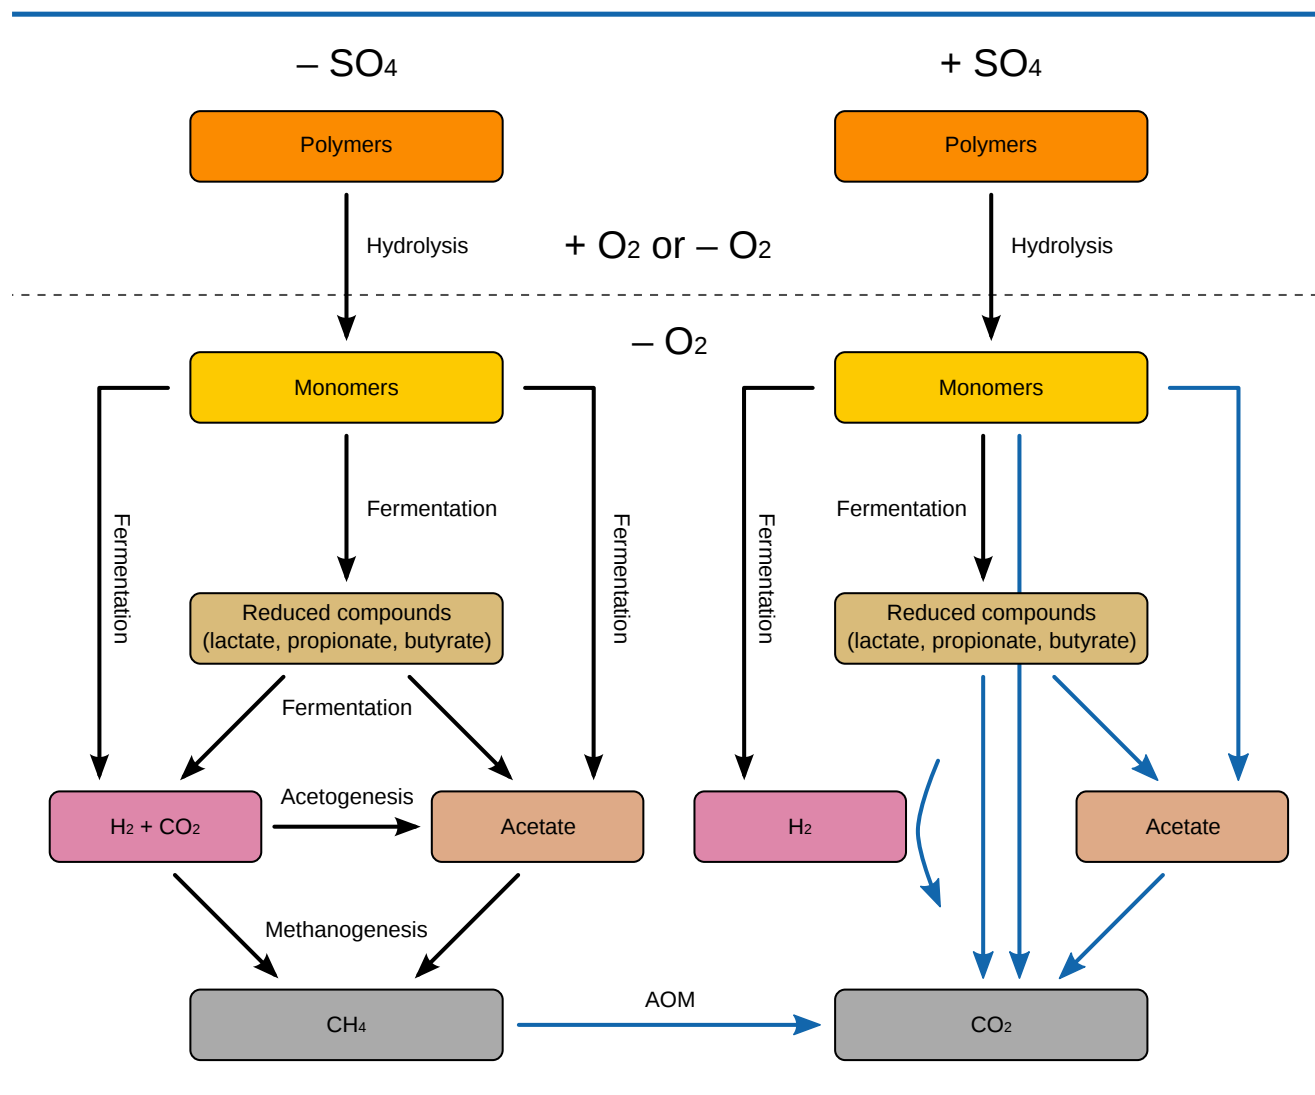 – SO4
+ SO4
Polymers
Polymers
Hydrolysis
+ O2 or – O2
Hydrolysis
– O2
Monomers
Monomers
Fermentation
Fermentation
Fermentation
Fermentation
Fermentation
Reduced compounds
(lactate, propionate, butyrate)
Reduced compounds
(lactate, propionate, butyrate)
Fermentation
Acetogenesis
H2 + CO2
Acetate
H2
Acetate
Methanogenesis
AOM
CH4
CO2